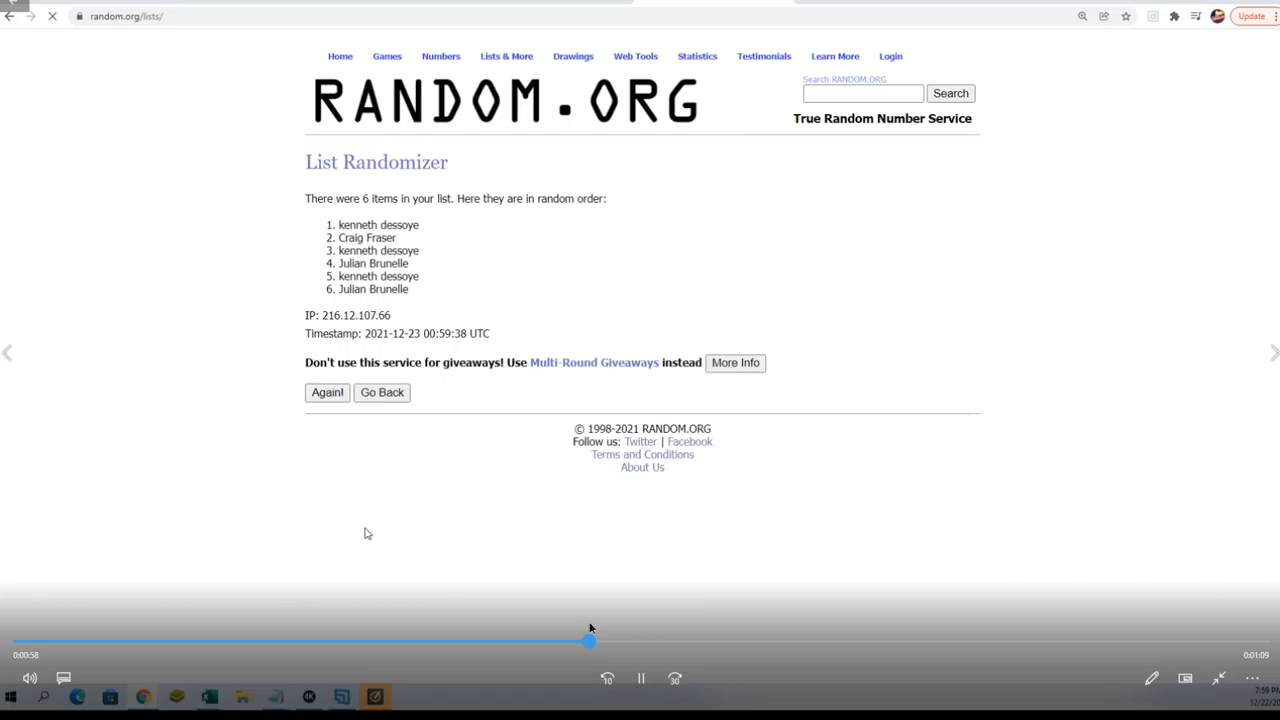 random.org/lists/
Update
Home Games Numbers Lists & More Drawings Web Tools Statistics Testimonials Learn More Login
RANDOM.ORG
Search RANDOM.ORG
Search
True Random Number Service
List Randomizer
There were 6 items in your list. Here they are in random order:
1. kenneth dessoye
2. Craig Fraser
3. kenneth dessoye
4. Julian Brunelle
5. kenneth dessoye
6. Julian Brunelle
IP: 216.12.107.66
Timestamp: 2021-12-23 00:59:38 UTC
Don't use this service for giveaways! Use Multi-Round Giveaways instead More Info
Again! Go Back
© 1998-2021 RANDOM.ORG
Follow us: Twitter | Facebook
Terms and Conditions
About Us
0:00:58 0:01:09
10 30
4K
7:59 PM
12/22/20